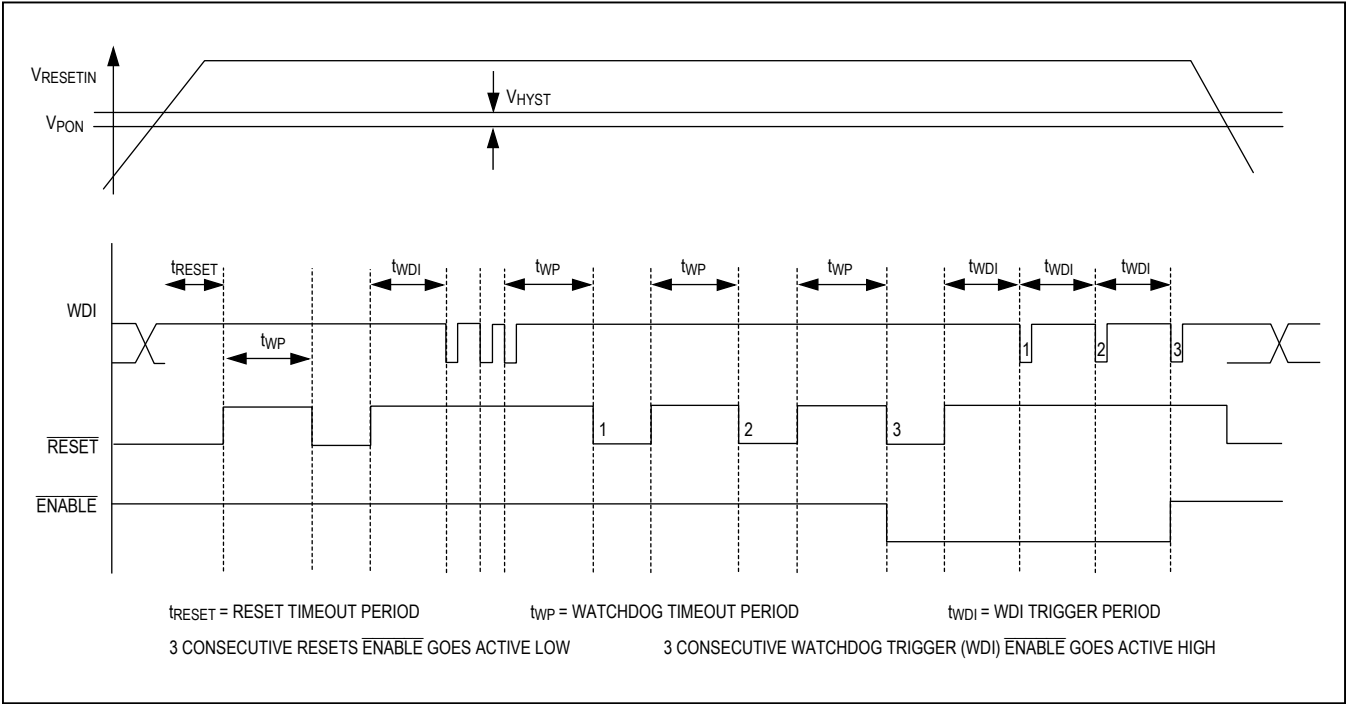 VRESETIN
VHYST
VPON
tRESET
tWDI
tWP
tWP
tWP
tWDI
tWDI
tWDI
WDI
tWP
1
2
3
RESET
1
2
3
ENABLE
tRESET = RESET TIMEOUT PERIOD
tWP = WATCHDOG TIMEOUT PERIOD
tWDI = WDI TRIGGER PERIOD
3 CONSECUTIVE RESETS ENABLE GOES ACTIVE LOW
3 CONSECUTIVE WATCHDOG TRIGGER (WDI) ENABLE GOES ACTIVE HIGH